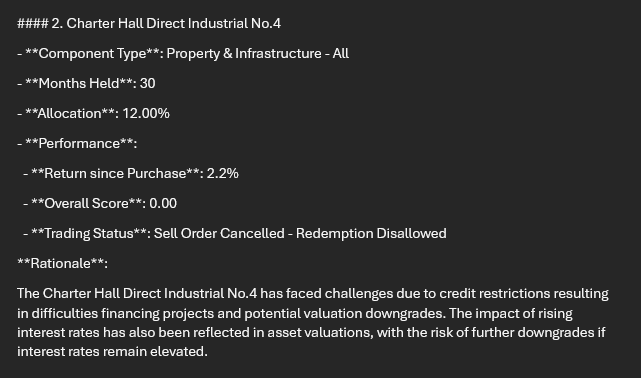 #### 2. Charter Hall Direct Industrial No.4
- **Component Type**: Property & Infrastructure - All
- **Months Held**: 30
- **Allocation**: 12.00%
- **Performance**:
- **Return since Purchase**: 2.2%
- **Overall Score**: 0.00
- **Trading Status**: Sell Order Cancelled - Redemption Disallowed
**Rationale**:
The Charter Hall Direct Industrial No.4 has faced challenges due to credit restrictions resulting
in difficulties financing projects and potential valuation downgrades. The impact of rising
interest rates has also been reflected in asset valuations, with the risk of further downgrades if
interest rates remain elevated.